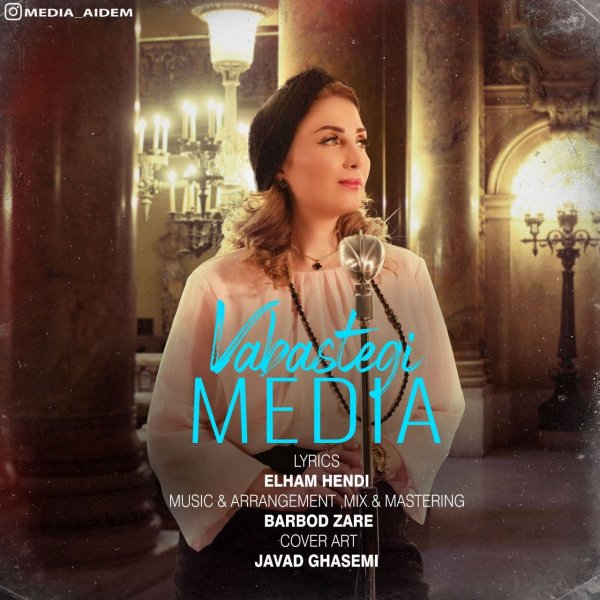 MEDIA_AIDEM
Vabastegi
MEDIA
LYRICS
ELHAM HENDI
MUSIC & ARRANGEMENT ,MIX & MASTERING
BARBOD ZARE
COVER ART
JAVAD GHASEMI